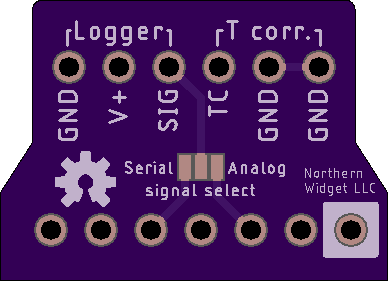 Logger T corr.
GND V+ SIG TC GND GND
Serial Analog
signal select
Northern
Widget LLC